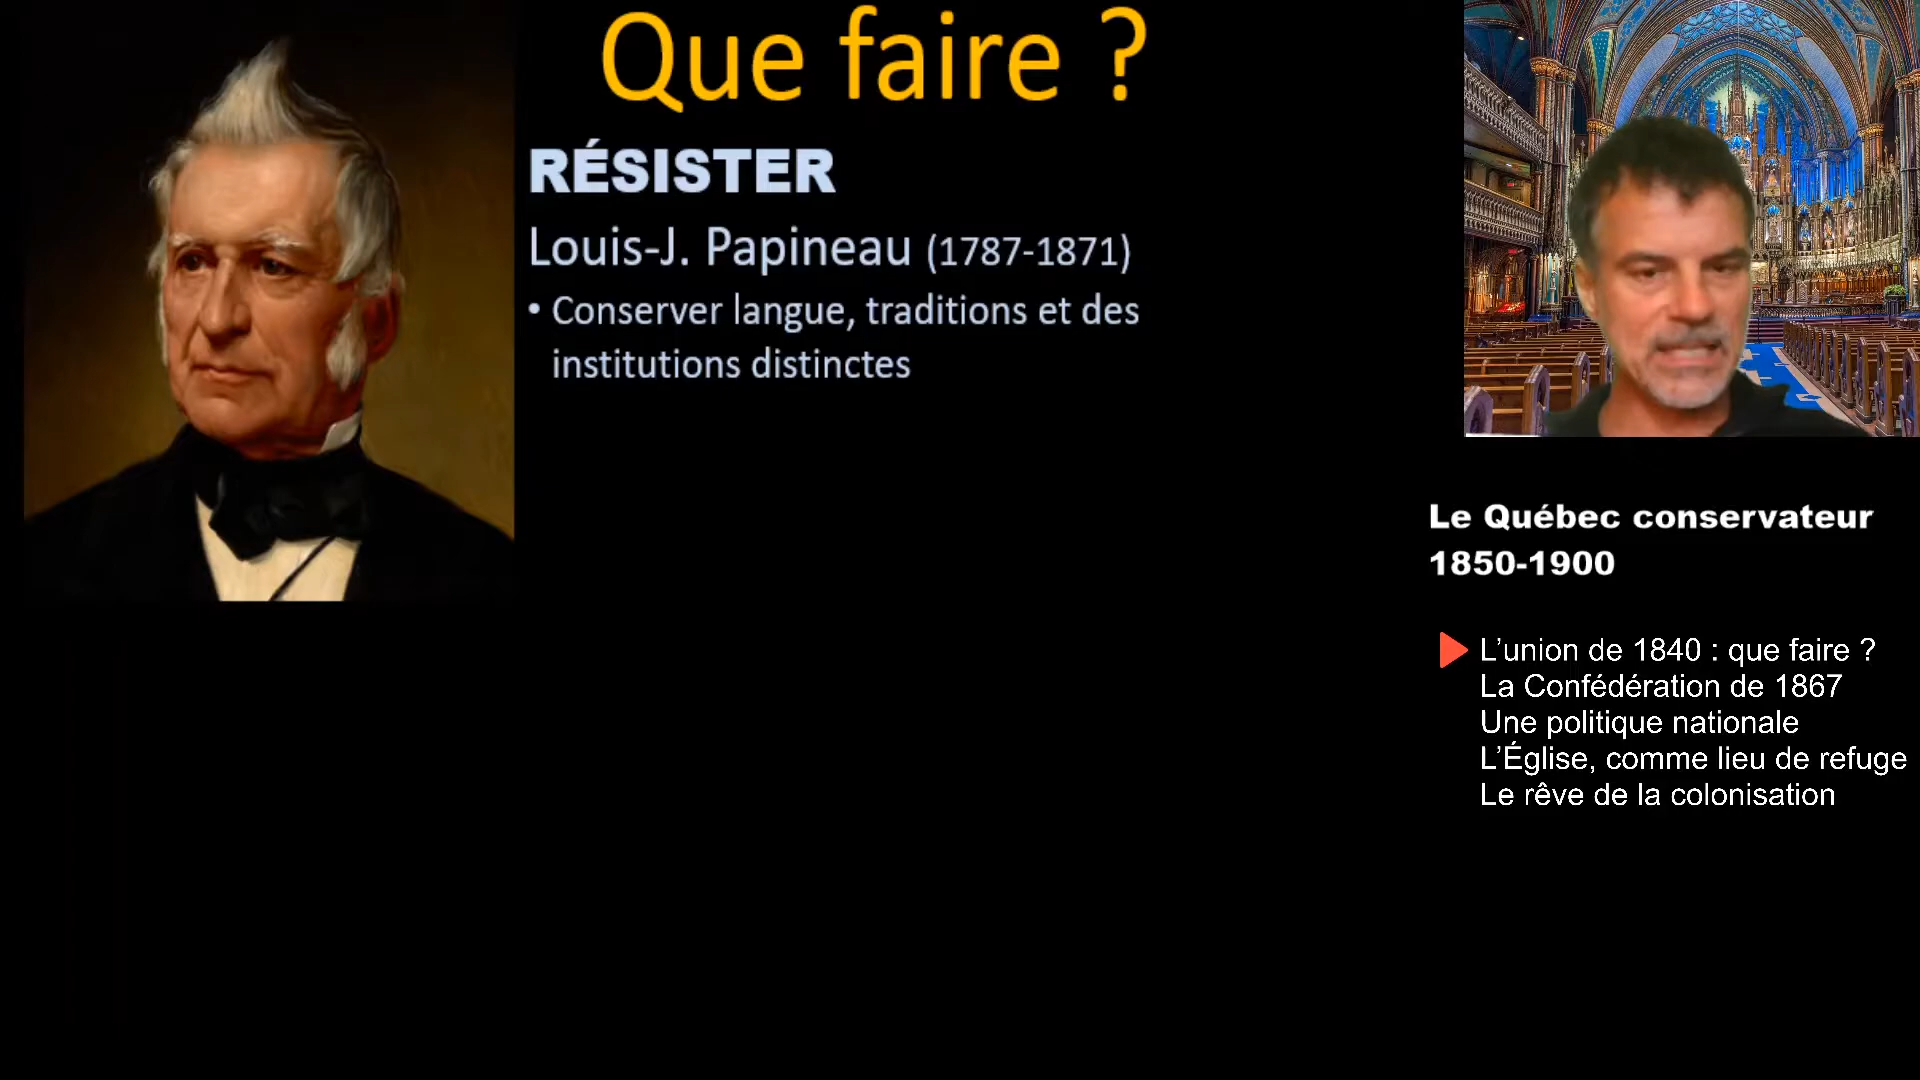 Que faire ?
RÉSISTER
Louis-J. Papineau (1787-1871)
• Conserver langue, traditions et des
institutions distinctes
Le Québec conservateur
1850-1900
L’union de 1840 : que faire ?
La Confédération de 1867
Une politique nationale
L’Église, comme lieu de refuge
Le rêve de la colonisation